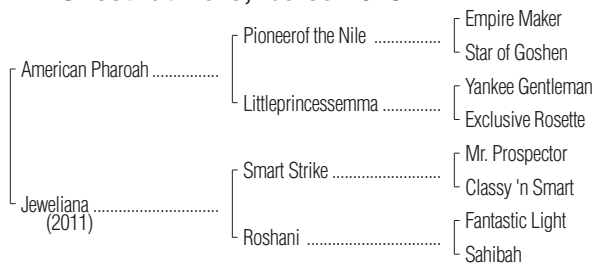 Empire Maker
Pioneerof the Nile ................
Star of Goshen
American Pharoah ................
Yankee Gentleman
Littleprincessemma ..............
Exclusive Rosette
Mr. Prospector
Smart Strike ..........................
Classy 'n Smart
Jeweliana ..............................
(2011)
Fantastic Light
Roshani ................................
Sahibah